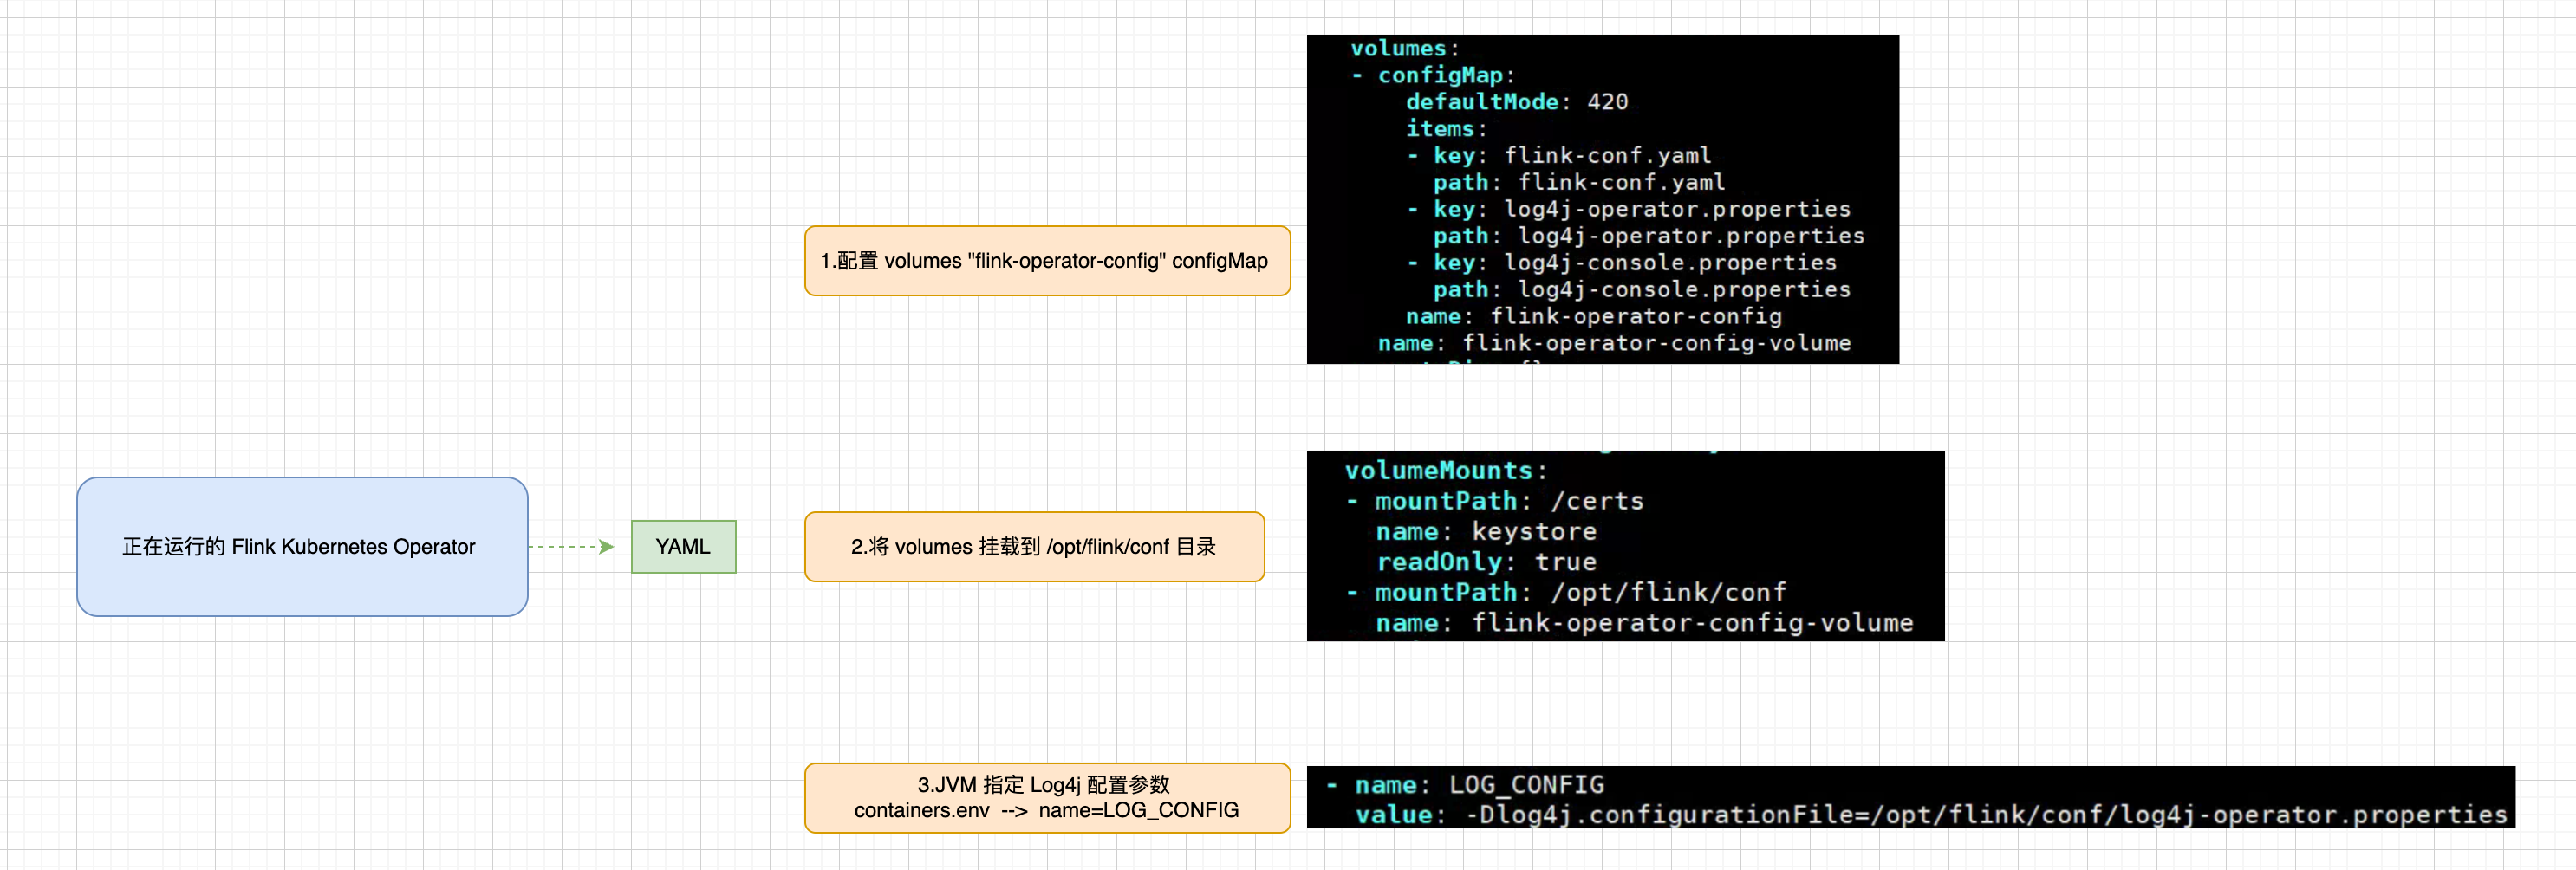 正在运行的 Flink Kubernetes Operator
YAML
1.配置 volumes "flink-operator-config" configMap
volumes:
- configMap:
    defaultMode: 420
    items:
    - key: flink-conf.yaml
      path: flink-conf.yaml
    - key: log4j-operator.properties
      path: log4j-operator.properties
    - key: log4j-console.properties
      path: log4j-console.properties
    name: flink-operator-config
  name: flink-operator-config-volume
2.将 volumes 挂载到 /opt/flink/conf 目录
volumeMounts:
- mountPath: /certs
  name: keystore
  readOnly: true
- mountPath: /opt/flink/conf
  name: flink-operator-config-volume
3.JVM 指定 Log4j 配置参数
containers.env --> name=LOG_CONFIG
- name: LOG_CONFIG
  value: -Dlog4j.configurationFile=/opt/flink/conf/log4j-operator.properties